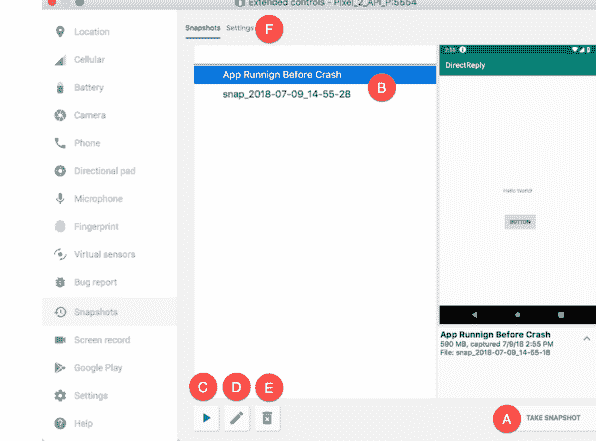 Extended controls - Pixel_2_API_P:5554
Location
Cellular
Battery
Camera
Phone
Directional pad
Microphone
Fingerprint
Virtual sensors
Bug report
Snapshots
Screen record
Google Play
Settings
Help
Snapshots Settings F
App Runnign Before Crash
B
snap_2018-07-09_14-55-28
DirectReply
BUTTON
App Runnign Before Crash
590 MB, captured 7/9/18 2:55 PM
File: snap_2018-07-09_14-55-16
C D E
A TAKE SNAPSHOT